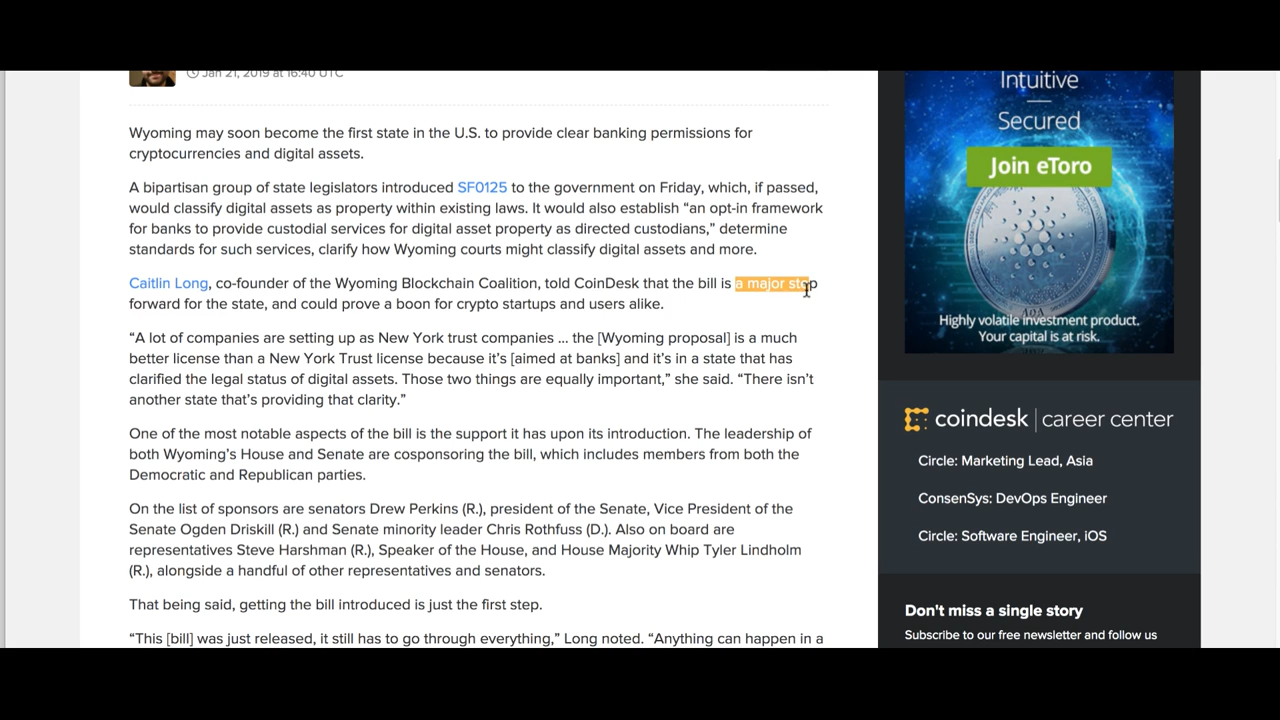 Jan 21, 2019 at 16:40 UTC
Wyoming may soon become the first state in the U.S. to provide clear banking permissions for
cryptocurrencies and digital assets.
A bipartisan group of state legislators introduced SF0125 to the government on Friday, which, if passed,
would classify digital assets as property within existing laws. It would also establish “an opt-in framework
for banks to provide custodial services for digital asset property as directed custodians,” determine
standards for such services, clarify how Wyoming courts might classify digital assets and more.
Caitlin Long, co-founder of the Wyoming Blockchain Coalition, told CoinDesk that the bill is a major step
forward for the state, and could prove a boon for crypto startups and users alike.
“A lot of companies are setting up as New York trust companies … the [Wyoming proposal] is a much
better license than a New York Trust license because it’s [aimed at banks] and it’s in a state that has
clarified the legal status of digital assets. Those two things are equally important,” she said. “There isn’t
another state that’s providing that clarity.”
One of the most notable aspects of the bill is the support it has upon its introduction. The leadership of
both Wyoming’s House and Senate are cosponsoring the bill, which includes members from both the
Democratic and Republican parties.
On the list of sponsors are senators Drew Perkins (R.), president of the Senate, Vice President of the
Senate Ogden Driskill (R.) and Senate minority leader Chris Rothfuss (D.). Also on board are
representatives Steve Harshman (R.), Speaker of the House, and House Majority Whip Tyler Lindholm
(R.), alongside a handful of other representatives and senators.
That being said, getting the bill introduced is just the first step.
“This [bill] was just released, it still has to go through everything,” Long noted. “Anything can happen in a
Intuitive
Secured
Join eToro
Highly volatile investment product.
Your capital is at risk.
coindesk | career center
Circle: Marketing Lead, Asia
ConsenSys: DevOps Engineer
Circle: Software Engineer, iOS
Don't miss a single story
Subscribe to our free newsletter and follow us